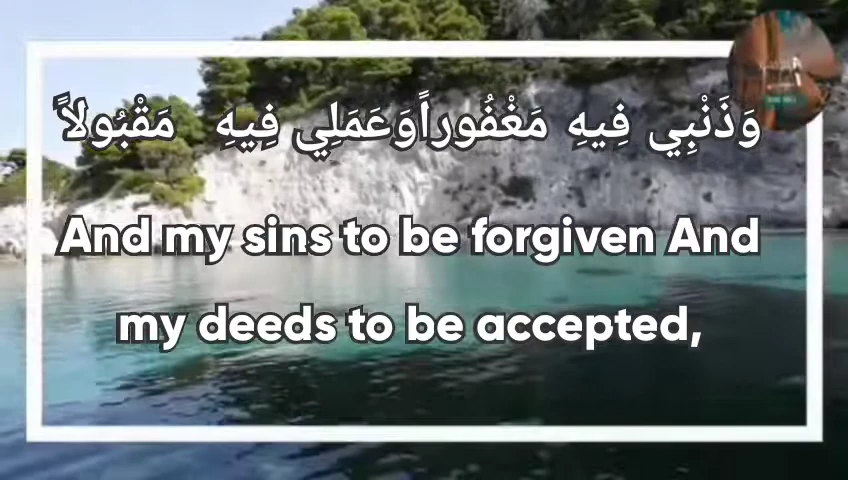 وَذَنْبِي فِيهِ مَغْفُوراًوَعَمَلِي فِيهِ مَقْبُولاً
And my sins to be forgiven And
my deeds to be accepted,